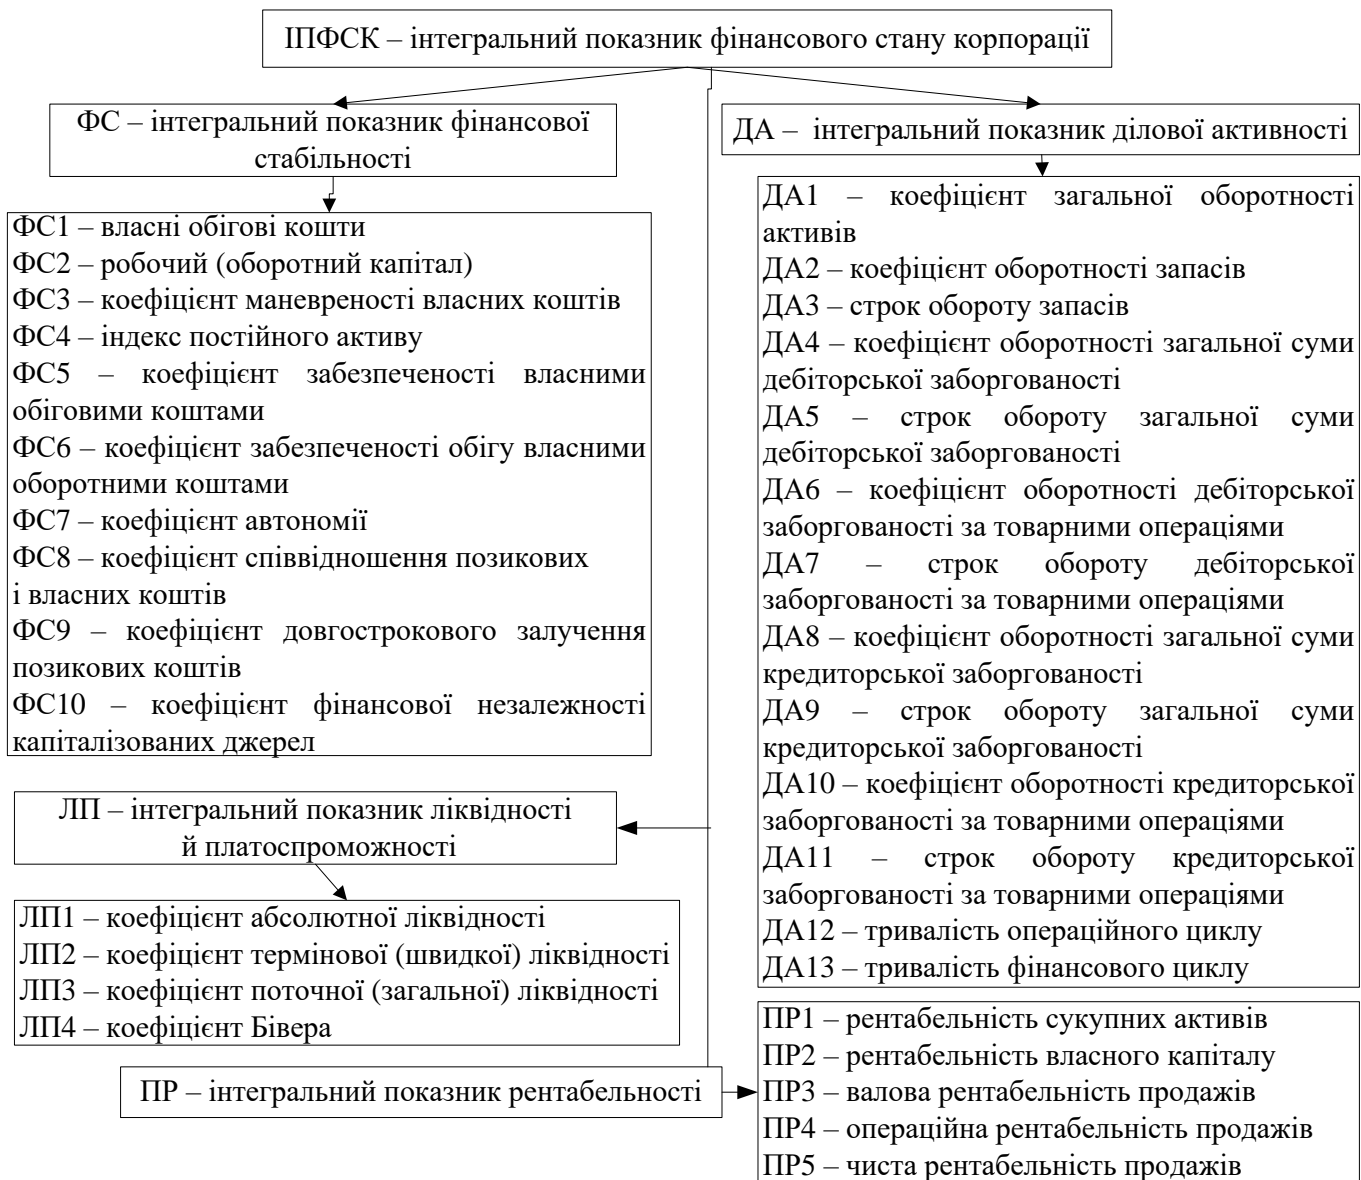 ІПФСК – інтегральний показник фінансового стану корпорації
ФС – інтегральний показник фінансової
стабільності
ФС1 – власні обігові кошти
ФС2 – робочий (оборотний капітал)
ФС3 – коефіцієнт маневреності власних коштів
ФС4 – індекс постійного активу
ФС5 – коефіцієнт забезпеченості власними
обіговими коштами
ФС6 – коефіцієнт забезпеченості обігу власними
оборотними коштами
ФС7 – коефіцієнт автономії
ФС8 – коефіцієнт співвідношення позикових
і власних коштів
ФС9 – коефіцієнт довгострокового залучення
позикових коштів
ФС10 – коефіцієнт фінансової незалежності
капіталізованих джерел
ЛП – інтегральний показник ліквідності
й платоспроможності
ЛП1 – коефіцієнт абсолютної ліквідності
ЛП2 – коефіцієнт термінової (швидкої) ліквідності
ЛП3 – коефіцієнт поточної (загальної) ліквідності
ЛП4 – коефіцієнт Бівера
ДА – інтегральний показник ділової активності
ДА1 – коефіцієнт загальної оборотності
активів
ДА2 – коефіцієнт оборотності запасів
ДА3 – строк обороту запасів
ДА4 – коефіцієнт оборотності загальної суми
дебіторської заборгованості
ДА5 – строк обороту загальної суми
дебіторської заборгованості
ДА6 – коефіцієнт оборотності дебіторської
заборгованості за товарними операціями
ДА7 – строк обороту дебіторської
заборгованості за товарними операціями
ДА8 – коефіцієнт оборотності загальної суми
кредиторської заборгованості
ДА9 – строк обороту загальної суми
кредиторської заборгованості
ДА10 – коефіцієнт оборотності кредиторської
заборгованості за товарними операціями
ДА11 – строк обороту кредиторської
заборгованості за товарними операціями
ДА12 – тривалість операційного циклу
ДА13 – тривалість фінансового циклу
ПР – інтегральний показник рентабельності
ПР1 – рентабельність сукупних активів
ПР2 – рентабельність власного капіталу
ПР3 – валова рентабельність продажів
ПР4 – операційна рентабельність продажів
ПР5 – чиста рентабельність продажів